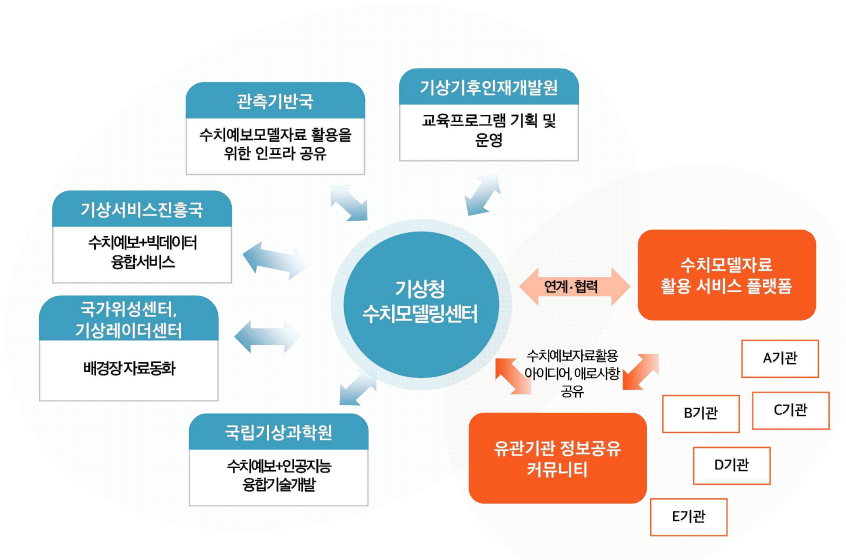 관측기반국
수치예보모델자료 활용을
위한 인프라 공유
기상기후인재개발원
교육프로그램 기획 및
운영
기상서비스진흥국
수치예보+빅데이터
융합서비스
국가위성센터,
기상레이더센터
배경장 자료동화
국립기상과학원
수치예보+인공지능
융합기술개발
기상청
수치모델링센터
연계·협력
수치모델자료
활용 서비스 플랫폼
수치예보자료활용
아이디어, 애로사항
공유
유관기관 정보공유
커뮤니티
A기관
B기관
C기관
D기관
E기관